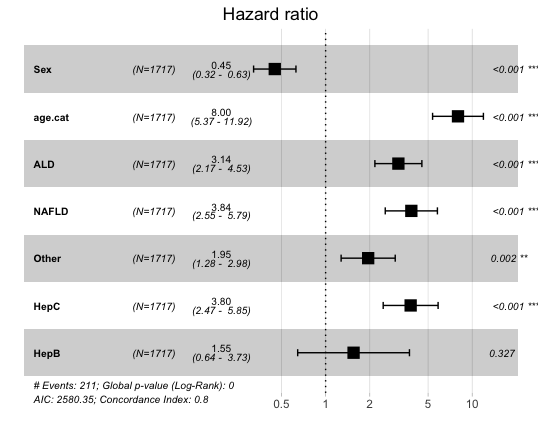 Hazard ratio
Sex (N=1717) 0.45 (0.32 - 0.63) <0.001 ***
age.cat (N=1717) 8.00 (5.37 - 11.92) <0.001 ***
ALD (N=1717) 3.14 (2.17 - 4.53) <0.001 ***
NAFLD (N=1717) 3.84 (2.55 - 5.79) <0.001 ***
Other (N=1717) 1.95 (1.28 - 2.98) 0.002 **
HepC (N=1717) 3.80 (2.47 - 5.85) <0.001 ***
HepB (N=1717) 1.55 (0.64 - 3.73) 0.327
# Events: 211; Global p-value (Log-Rank): 0
AIC: 2580.35; Concordance Index: 0.8
0.5 1 2 5 10